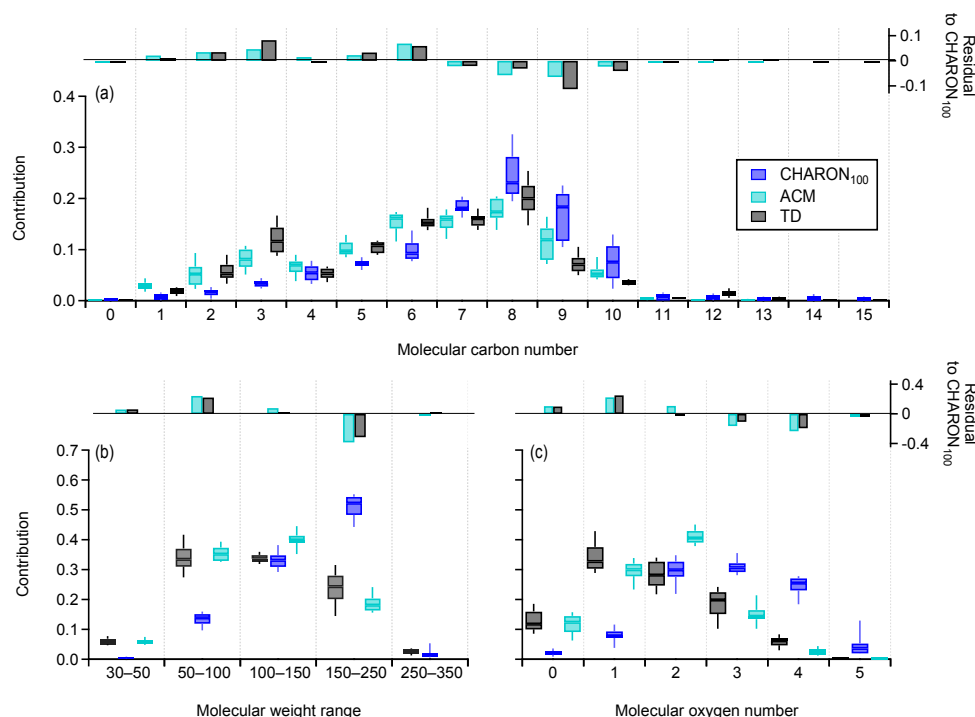 0.1
0
-0.1
Residual
to CHARON100
(a)
0.4
0.3
0.2
0.1
0.0
Contribution
CHARON100
ACM
TD
0 1 2 3 4 5 6 7 8 9 10 11 12 13 14 15
Molecular carbon number
0.4
0
-0.4
Residual
to CHARON100
(b)
(c)
0.7
0.6
0.5
0.4
0.3
0.2
0.1
0.0
Contribution
30–50 50–100 100–150 150–250 250–350
0 1 2 3 4 5
Molecular weight range
Molecular oxygen number